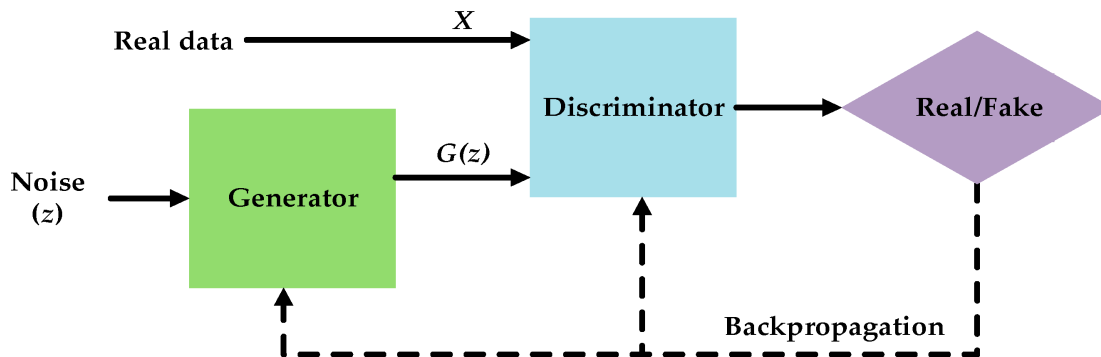 Real data
X
Discriminator
Real/Fake
Noise
(z)
Generator
G(z)
Backpropagation